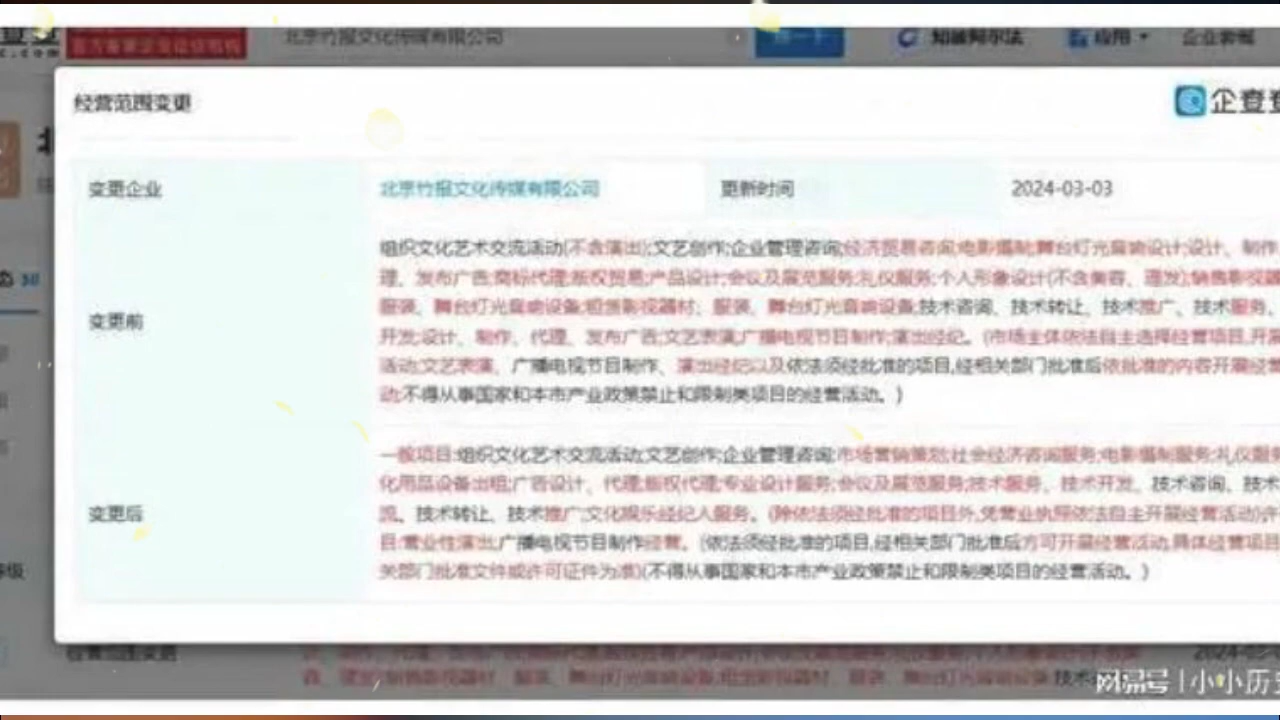 北京竹报文化传媒有限公司
查一下
应用
经营范围变更
企查查
变更企业
北京竹报文化传媒有限公司
更新时间
2024-03-03
变更前
组织文化艺术交流活动(不含演出);文艺创作;企业管理咨询;经济贸易咨询;电影摄制;舞台灯光音响设计;设计、制作
理、发布广告;商标代理;版权贸易;产品设计;会议及展览服务;礼仪服务;个人形象设计(不含美容、理发);销售影视器
服装、舞台灯光音响设备;租赁影视器材、服装、舞台灯光音响设备;技术咨询、技术转让、技术推广、技术服务、
开发;设计、制作、代理、发布广告;文艺表演;广播电视节目制作;演出经纪。(市场主体依法自主选择经营项目,开展
活动;文艺表演、广播电视节目制作、演出经纪以及依法须经批准的项目,经相关部门批准后依批准的内容开展经营
动;不得从事国家和本市产业政策禁止和限制类项目的经营活动。)
变更后
一般项目:组织文化艺术交流活动;文艺创作;企业管理咨询;市场营销策划;社会经济咨询服务;电影摄制服务;礼仪服务
化用品设备出租;广告设计、代理;版权代理;专业设计服务;会议及展览服务;技术服务、技术开发、技术咨询、技术
流、技术转让、技术推广;文化娱乐经纪人服务。(除依法须经批准的项目外,凭营业执照依法自主开展经营活动)许
目:营业性演出;广播电视节目制作经营。(依法须经批准的项目,经相关部门批准后方可开展经营活动,具体经营项目
关部门批准文件或许可证件为准)(不得从事国家和本市产业政策禁止和限制类项目的经营活动。)
经营范围变更
网易号 | 小小历史